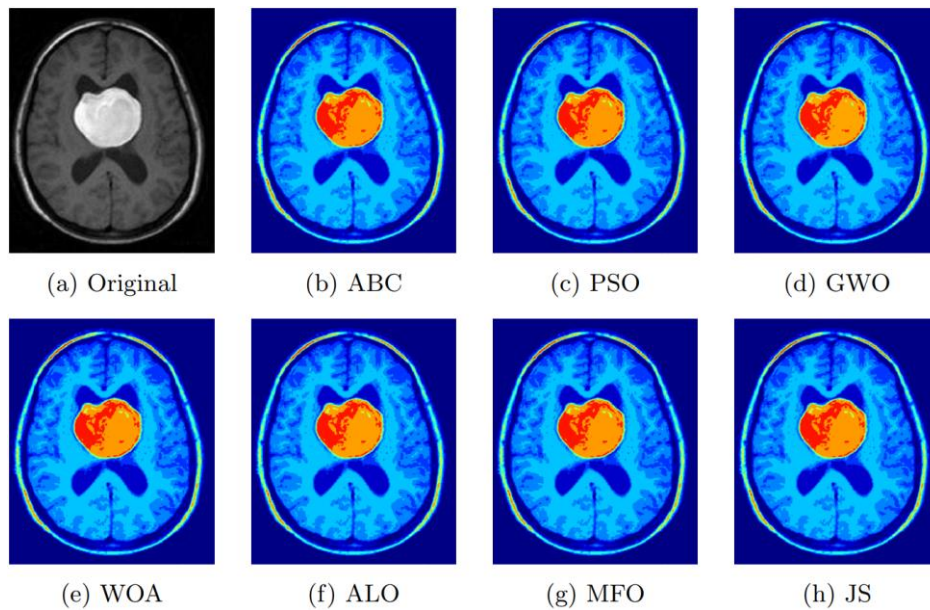 (a) Original
(b) ABC
(c) PSO
(d) GWO
(e) WOA
(f) ALO
(g) MFO
(h) JS